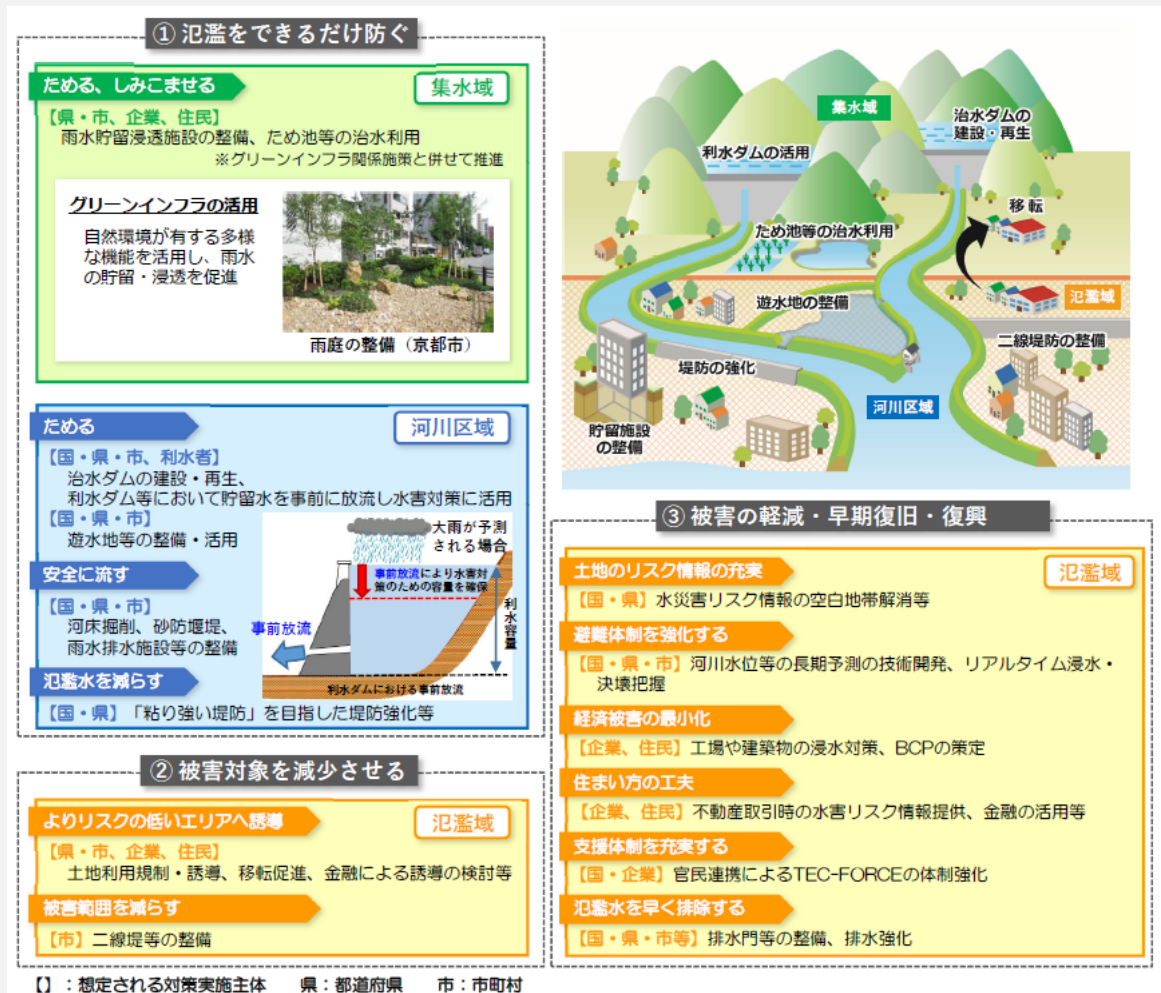 ① 氾濫をできるだけ防ぐ
ためる、しみこませる
集水域
【県・市、企業、住民】
雨水貯留浸透施設の整備、ため池等の治水利用
※グリーンインフラ関係施策と併せて推進
グリーンインフラの活用
自然環境が有する多様
な機能を活用し、雨水
の貯留・浸透を促進
雨庭の整備（京都市）
ためる
河川区域
【国・県・市、利水者】
治水ダムの建設・再生、
利水ダム等において貯留水を事前に放流し水害対策に活用
【国・県・市】
遊水地等の整備・活用
安全に流す
【国・県・市】
河床掘削、砂防堰堤、
雨水排水施設等の整備
氾濫水を減らす
【国・県】「粘り強い堤防」を目指した堤防強化等
大雨が予測
される場合
事前放流により水害対
策のための容量を確保
利水容量
事前放流
利水ダムにおける事前放流
② 被害対象を減少させる
よりリスクの低いエリアへ誘導
氾濫域
【県・市、企業、住民】
土地利用規制・誘導、移転促進、金融による誘導の検討等
被害範囲を減らす
【市】二線堤等の整備
【】：想定される対策実施主体　県：都道府県　市：市町村
集水域
治水ダムの
建設・再生
利水ダムの活用
移転
ため池等の治水利用
氾濫域
遊水地の整備
二線堤防の整備
堤防の強化
河川区域
貯留施設
の整備
③ 被害の軽減・早期復旧・復興
土地のリスク情報の充実
氾濫域
【国・県】水災害リスク情報の空白地帯解消等
避難体制を強化する
【国・県・市】河川水位等の長期予測の技術開発、リアルタイム浸水・
決壊把握
経済被害の最小化
【企業、住民】工場や建築物の浸水対策、BCPの策定
住まい方の工夫
【企業、住民】不動産取引時の水害リスク情報提供、金融の活用等
支援体制を充実する
【国・企業】官民連携によるTEC-FORCEの体制強化
氾濫水を早く排除する
【国・県・市等】排水門等の整備、排水強化